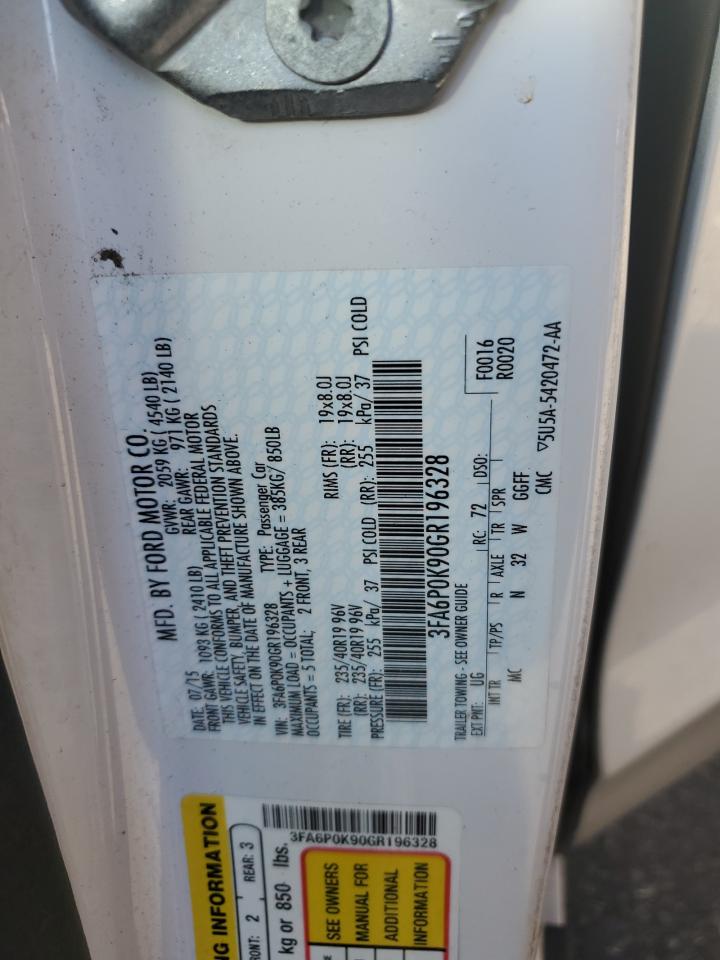 MFD. BY FORD MOTOR CO.
DATE: 07/15 GVWR: 2059 KG ( 4540 LB)
FRONT GAWR: 1093 KG ( 2410 LB) REAR GAWR: 971 KG ( 2140 LB)
THIS VEHICLE CONFORMS TO ALL APPLICABLE FEDERAL MOTOR
VEHICLE SAFETY, BUMPER, AND THEFT PREVENTION STANDARDS
IN EFFECT ON THE DATE OF MANUFACTURE SHOWN ABOVE.
VIN: 3FA6P0K90GR196328 TYPE: Passenger Car
MAXIMUM LOAD = OCCUPANTS + LUGGAGE = 385KG/ 850LB
OCCUPANTS = 5 TOTAL; 2 FRONT, 3 REAR
TIRE (FR): 235/40R19 96V RIMS (FR): 19x8.0J
(RR): 235/40R19 96V (RR): 19x8.0J
PRESSURE (FR): 255 kPa/ 37 PSI COLD (RR): 255 kPa/ 37 PSI COLD
3FA6P0K90GR196328
TRAILER TOWING - SEE OWNER GUIDE F0016
EXT PNT: UG RC: 72 DSO: R0020
INT TR TP/PS R AXLE TR SPR
MC N 32 W GGFF
CMC ▽5U5A-5420472-AA
NG INFORMATION
FRONT: 2 REAR: 3
kg or 850 lbs.
3FA6P0K90GR196328
SEE OWNERS
MANUAL FOR
ADDITIONAL
INFORMATION